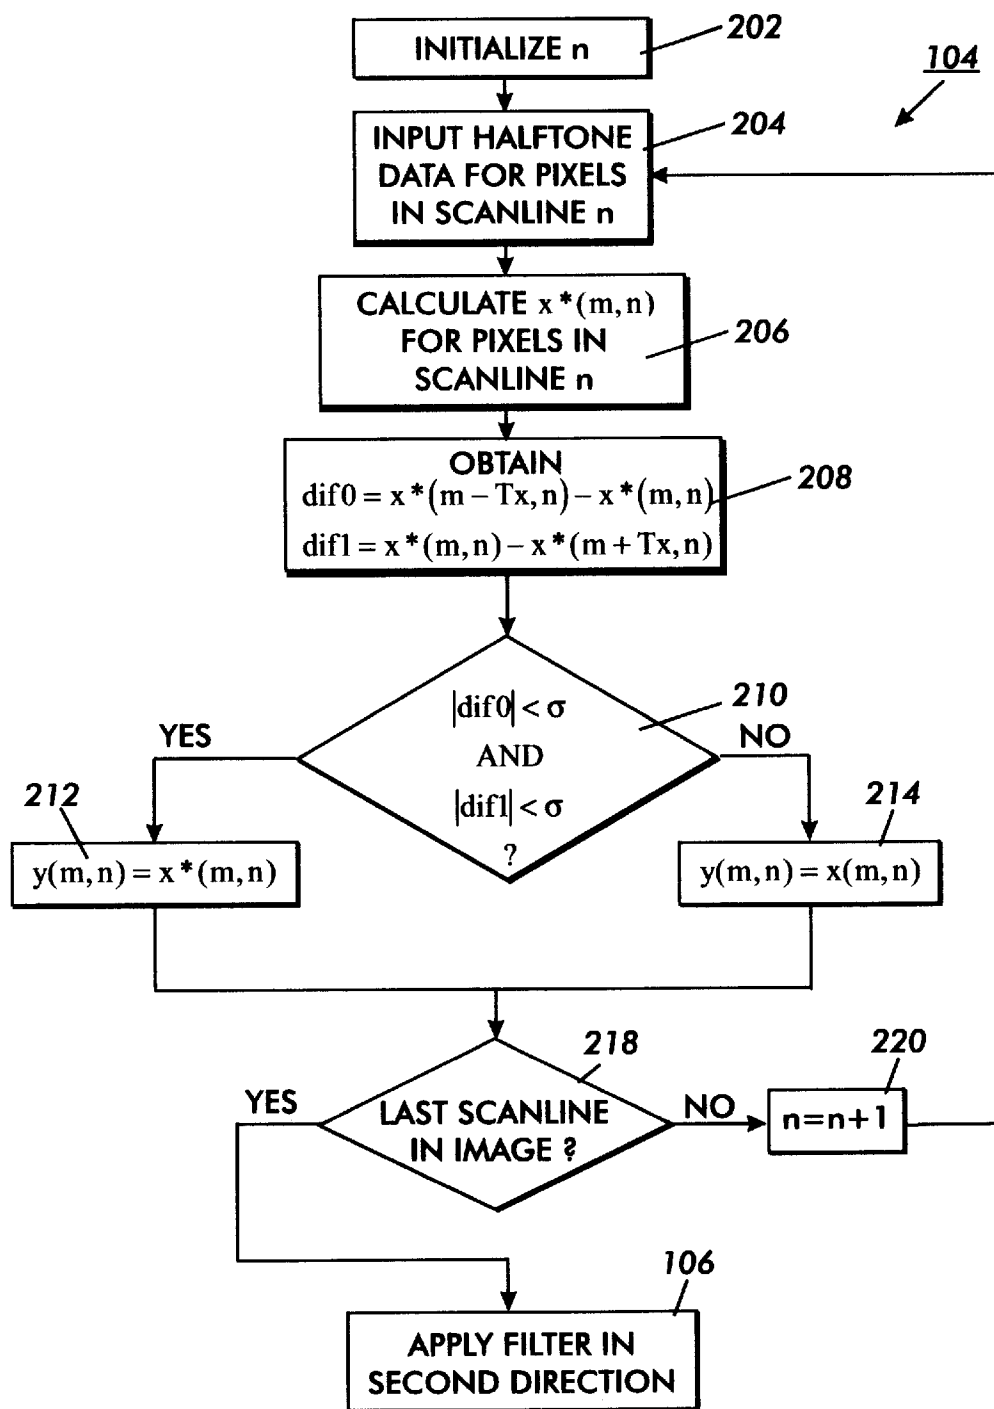 INITIALIZE n
202
104
INPUT HALFTONE
DATA FOR PIXELS
IN SCANLINE n
204
CALCULATE x*(m,n)
FOR PIXELS IN
SCANLINE n
206
OBTAIN
dif0 = x*(m − Tx,n) − x*(m,n)
dif1 = x*(m,n) − x*(m + Tx,n)
208
|dif0| < σ
AND
|dif1| < σ
?
210
YES
NO
212
y(m,n) = x*(m,n)
214
y(m,n) = x(m,n)
218
YES
LAST SCANLINE
IN IMAGE ?
NO
220
n=n+1
106
APPLY FILTER IN
SECOND DIRECTION